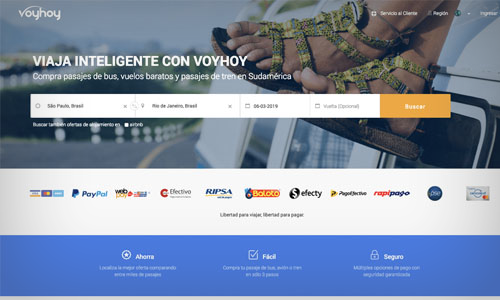 voyhoy
Servicio al Cliente Región Ingresar
VIAJA INTELIGENTE CON VOYHOY
Compra pasajes de bus, vuelos baratos y pasajes de tren en Sudamérica
São Paulo, Brasil Rio de Janeiro, Brasil 06-03-2019 Vuelta (Opcional) Buscar
Buscar también ofertas de alojamiento en airbnb
PayPal webpay Efectivo RIPSA Baloto efecty PagoEfectivo rapipago pse
Libertad para viajar, libertad para pagar.
Ahorra Fácil Seguro
Localiza la mejor oferta comparando Compra tu pasaje de bus, avión o tren Múltiples opciones de pago con
entre miles de pasajes. en sólo 3 pasos seguridad garantizada